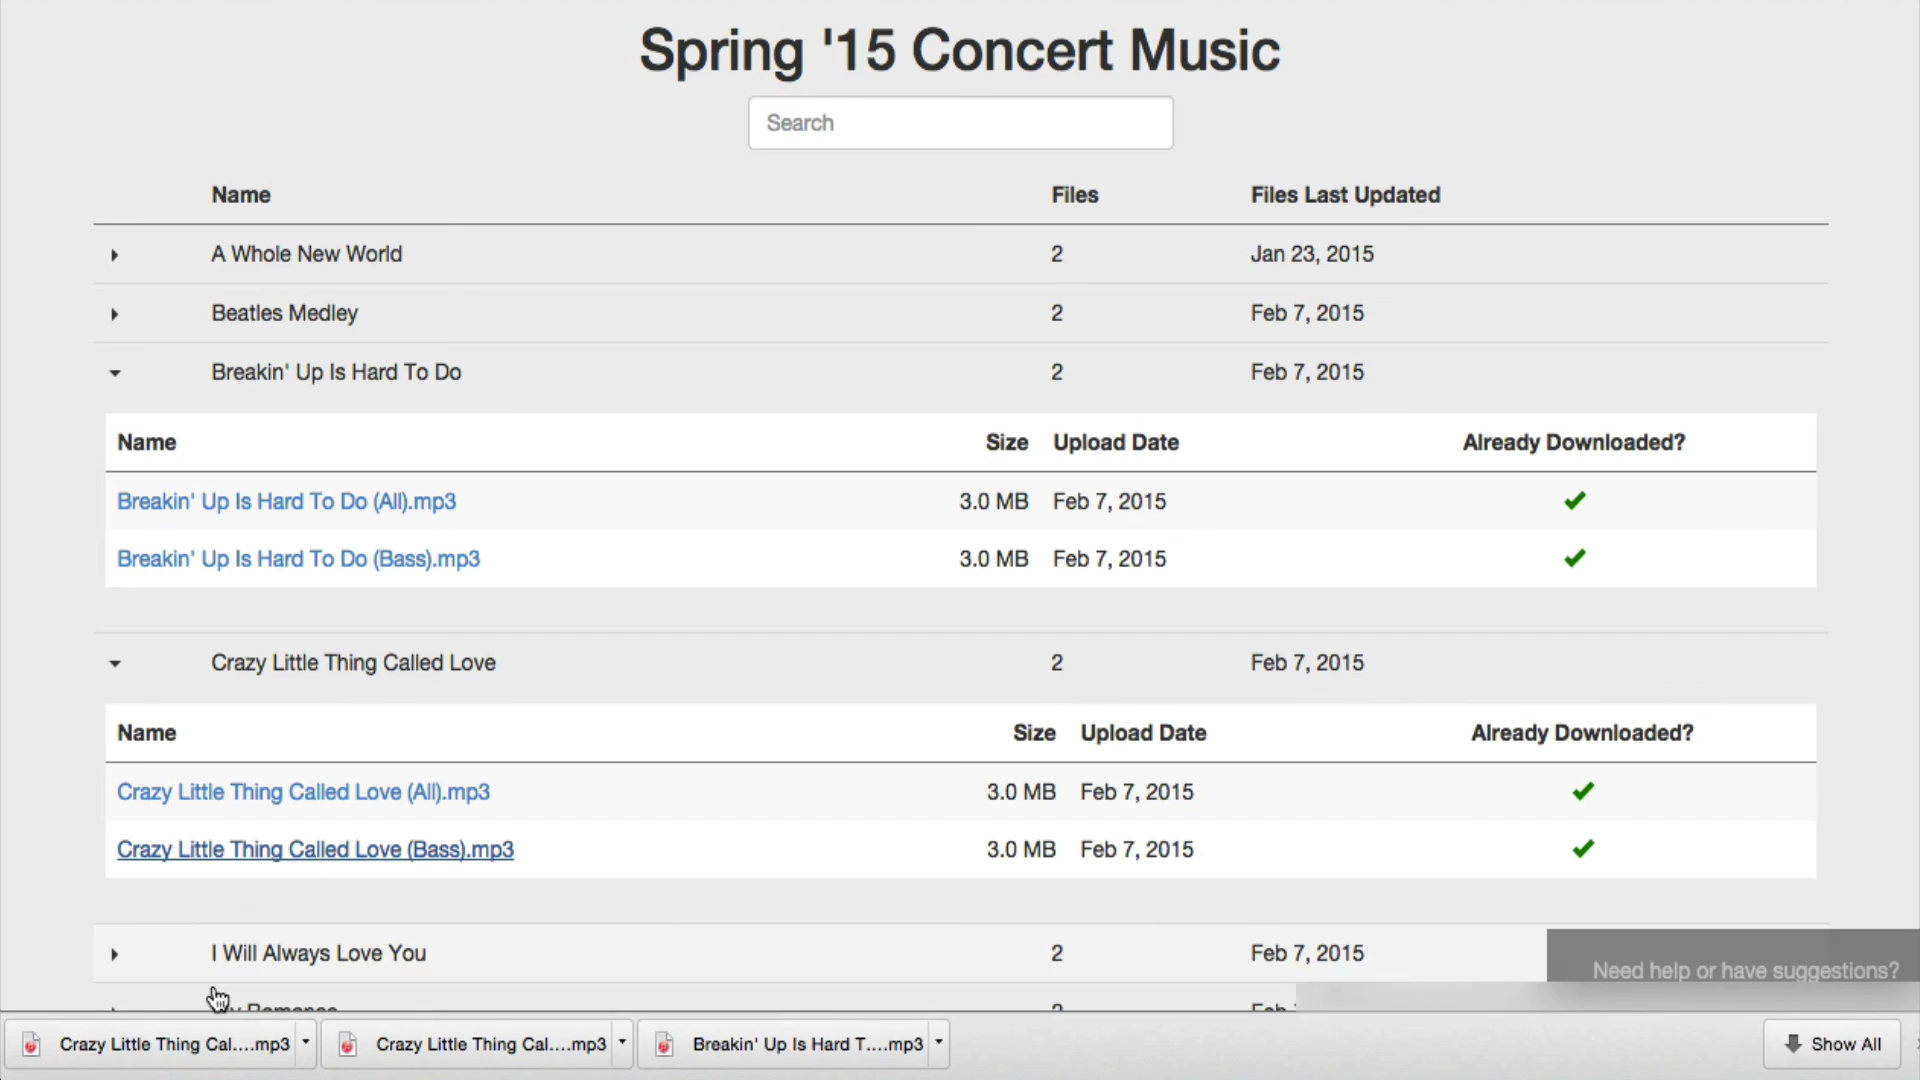 Spring '15 Concert Music
Search
Name Files Files Last Updated
A Whole New World 2 Jan 23, 2015
Beatles Medley 2 Feb 7, 2015
Breakin' Up Is Hard To Do 2 Feb 7, 2015
Name Size Upload Date Already Downloaded?
Breakin' Up Is Hard To Do (All).mp3 3.0 MB Feb 7, 2015
Breakin' Up Is Hard To Do (Bass).mp3 3.0 MB Feb 7, 2015
Crazy Little Thing Called Love 2 Feb 7, 2015
Name Size Upload Date Already Downloaded?
Crazy Little Thing Called Love (All).mp3 3.0 MB Feb 7, 2015
Crazy Little Thing Called Love (Bass).mp3 3.0 MB Feb 7, 2015
I Will Always Love You 2 Feb 7, 2015
Need help or have suggestions?
Romance 2 Feb
Crazy Little Thing Cal....mp3 Crazy Little Thing Cal....mp3 Breakin' Up Is Hard T....mp3 Show All